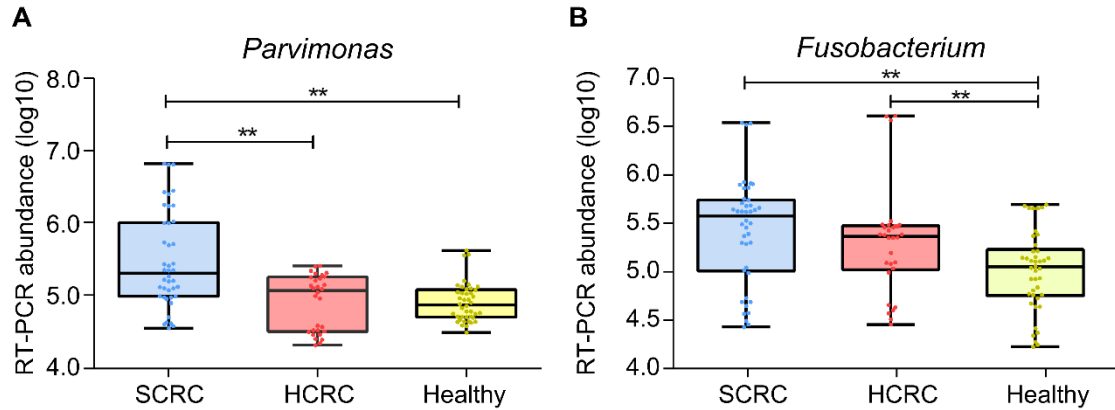 A
Parvimonas
RT-PCR abundance (log10)
8.0
7.0
6.0
5.0
4.0
**
**
SCRC
HCRC
Healthy
B
Fusobacterium
RT-PCR abundance (log10)
7.0
6.5
6.0
5.5
5.0
4.5
4.0
**
**
SCRC
HCRC
Healthy